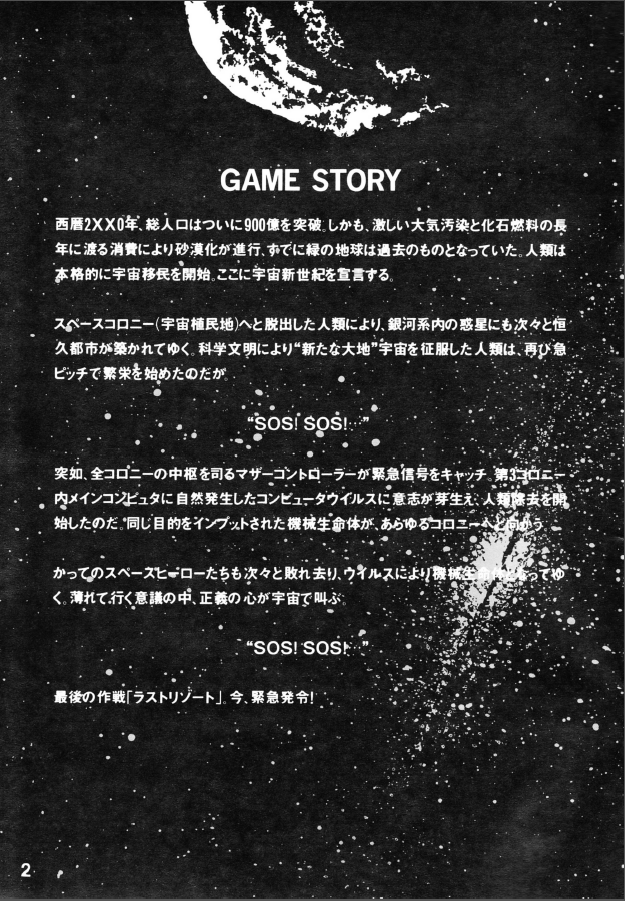 GAME STORY
西暦2XX0年、総人口はついに900億を突破。しかも、激しい大気汚染と化石燃料の長
年に渡る消費により砂漠化が進行、すでに緑の地球は過去のものとなっていた。人類は
本格的に宇宙移民を開始。ここに宇宙新世紀を宣言する。
スペースコロニー(宇宙植民地)へと脱出した人類により、銀河系内の惑星にも次々と恒
久都市が築かれてゆく。科学文明により“新たな大地”宇宙を征服した人類は、再び急
ピッチで繁栄を始めたのだが
“SOS! SOS!…”
突如、全コロニーの中枢を司るマザーコントローラーが緊急信号をキャッチ。第3コロニー
内メインコンピュタに自然発生したコンピュータウイルスに意志が芽生え、人類除去を開
始したのだ。同じ目的をインプットされた機械生命体が、あらゆるコロニーへと向かう
かってのスペースヒーローたちも次々と敗れ去り、ウイルスにより機械生命体となってゆ
く。薄れて行く意議の中、正義の心が宇宙で叫ぶ。
“SOS! SOS!…”
最後の作戦「ラストリゾート」。今、緊急発令!
2